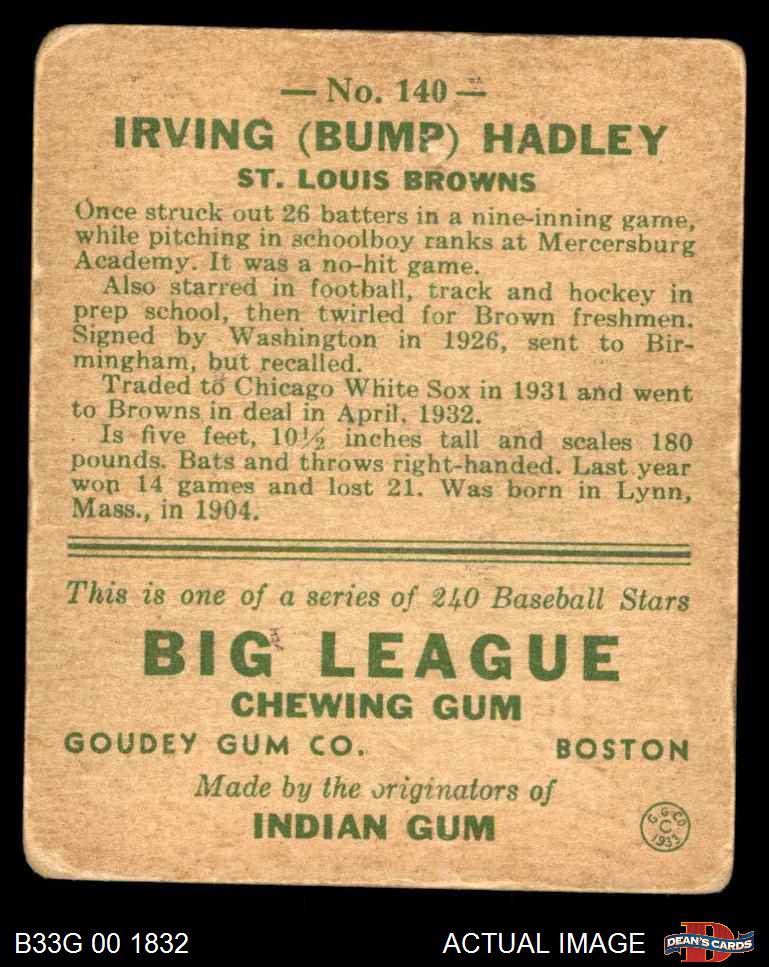 — No. 140 —
IRVING (BUMP) HADLEY
ST. LOUIS BROWNS
Once struck out 26 batters in a nine-inning game,
while pitching in schoolboy ranks at Mercersburg
Academy. It was a no-hit game.
Also starred in football, track and hockey in
prep school, then twirled for Brown freshmen.
Signed by Washington in 1926, sent to Bir-
mingham, but recalled.
Traded to Chicago White Sox in 1931 and went
to Browns in deal in April, 1932.
Is five feet, 10½ inches tall and scales 180
pounds. Bats and throws right-handed. Last year
won 14 games and lost 21. Was born in Lynn,
Mass., in 1904.
This is one of a series of 240 Baseball Stars
BIG LEAGUE
CHEWING GUM
GOUDEY GUM CO. BOSTON
Made by the originators of
INDIAN GUM
G. G. CO
C
1933
B33G 00 1832 ACTUAL IMAGE D DEAN'S CARDS